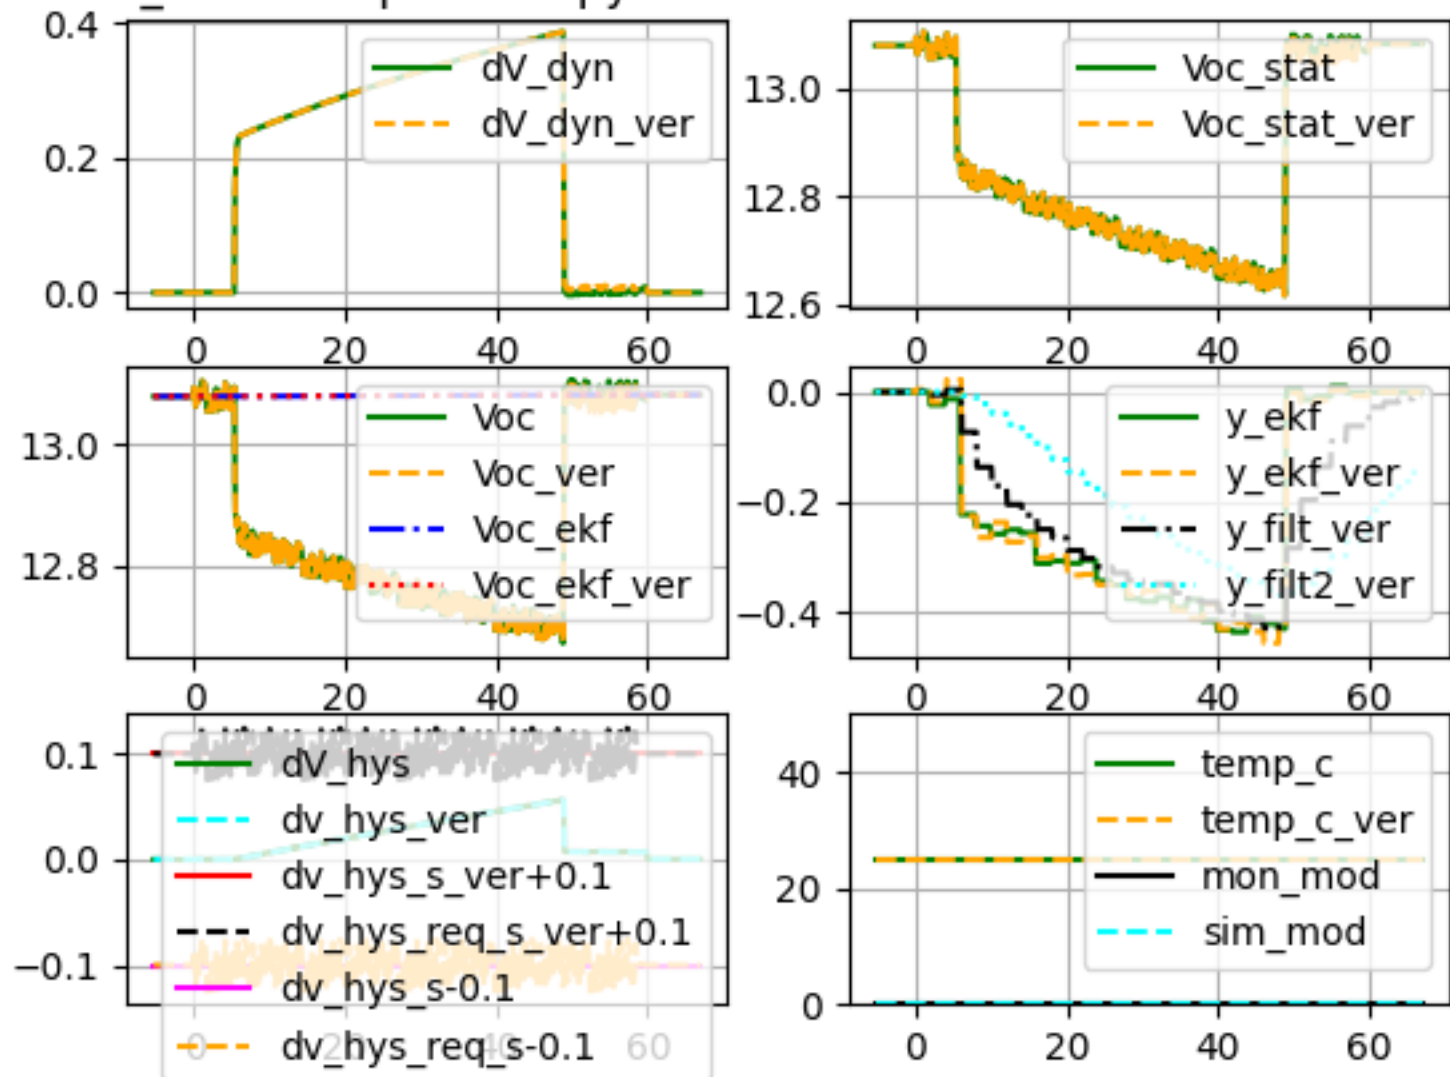 0.4
0.2
0.0
dV_dyn
dV_dyn_ver
0
20
40
60
13.0
12.8
12.6
Voc_stat
Voc_stat_ver
0
20
40
60
13.0
12.8
Voc
Voc_ver
Voc_ekf
Voc_ekf_ver
0
20
40
60
0.0
−0.2
−0.4
y_ekf
y_ekf_ver
y_filt_ver
y_filt2_ver
0
20
40
60
0.1
0.0
−0.1
dV_hys
dv_hys_ver
dv_hys_s_ver+0.1
dv_hys_req_s_ver+0.1
dv_hys_s-0.1
dv_hys_req_s-0.1
0
20
40
60
40
20
0
temp_c
temp_c_ver
mon_mod
sim_mod
0
20
40
60